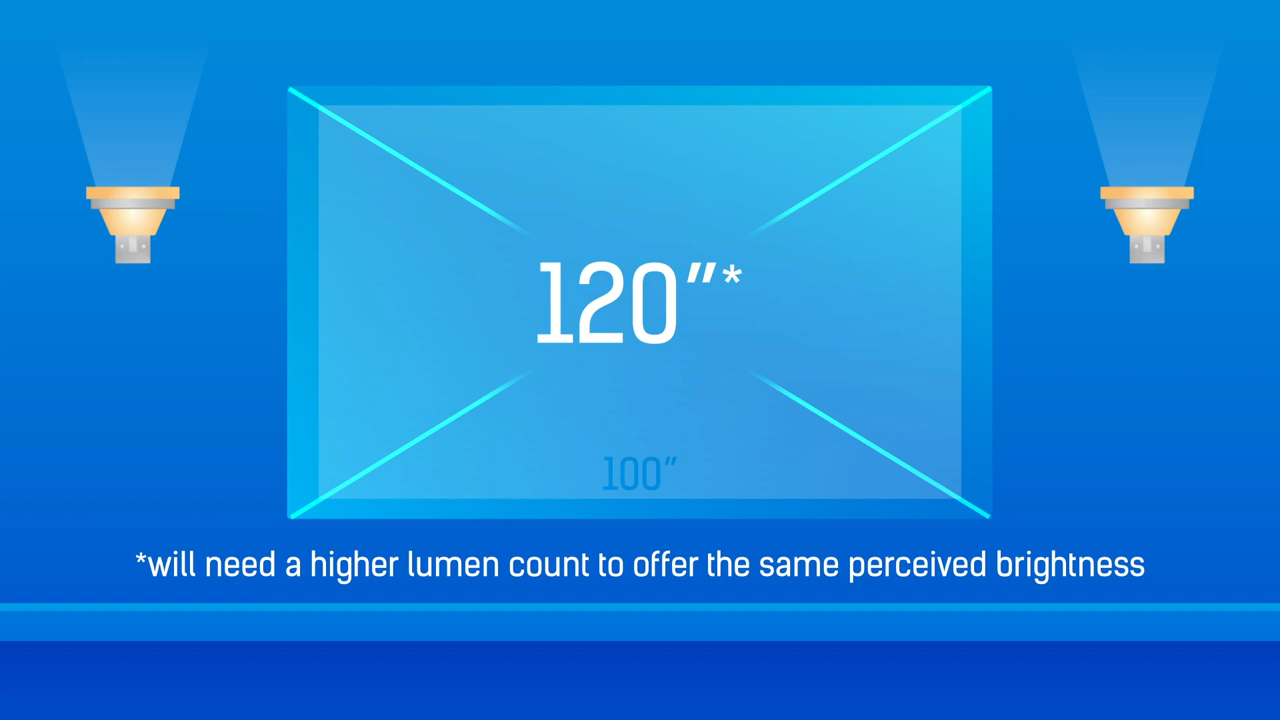 120″*
100″
*will need a higher lumen count to offer the same perceived brightness